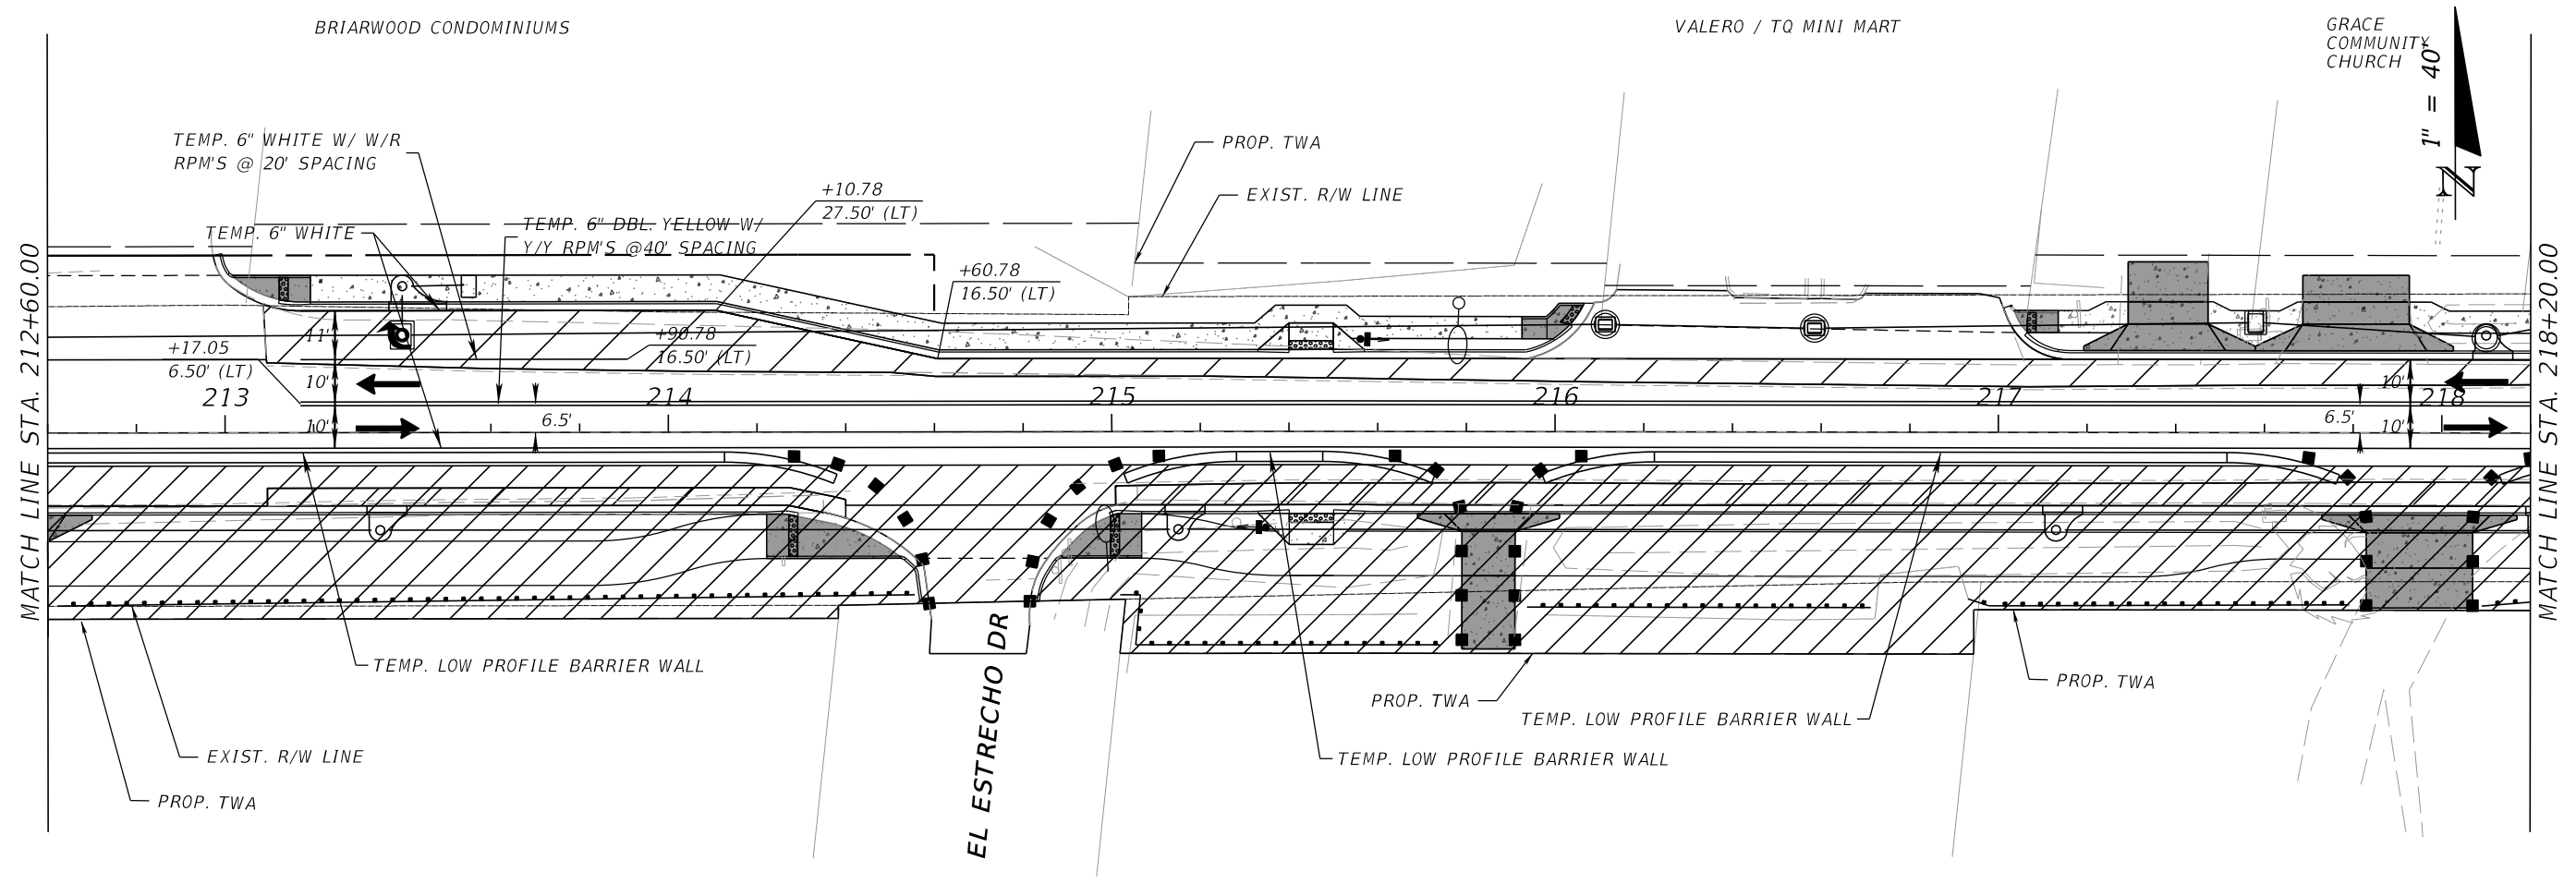 BRIARWOOD CONDOMINIUMS
VALERO / TQ MINI MART
GRACE
COMMUNITY
CHURCH
1" = 40'
N
TEMP. 6" WHITE W/ W/R
RPM'S @ 20' SPACING
PROP. TWA
EXIST. R/W LINE
+10.78
27.50' (LT)
TEMP. 6" WHITE
TEMP. 6" DBL. YELLOW W/
Y/Y RPM'S @40' SPACING
+60.78
16.50' (LT)
+90.78
16.50' (LT)
+17.05
6.50' (LT)
11'
10'
10'
6.5'
10'
6.5'
10'
213
214
215
216
217
218
MATCH LINE STA. 212+60.00
MATCH LINE STA. 218+20.00
TEMP. LOW PROFILE BARRIER WALL
EL ESTRECHO DR
PROP. TWA
PROP. TWA
TEMP. LOW PROFILE BARRIER WALL
TEMP. LOW PROFILE BARRIER WALL
EXIST. R/W LINE
PROP. TWA